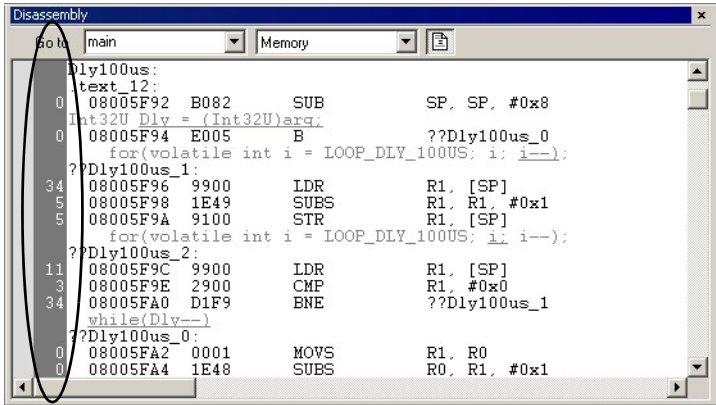 Disassembly
Go to main Memory
Dly100us:
.text_12:
0 08005F92 B082 SUB SP, SP, #0x8
Int32U Dly = (Int32U)arg;
0 08005F94 E005 B ??Dly100us_0
for(volatile int i = LOOP_DLY_100US; i; i--);
??Dly100us_1:
34 08005F96 9900 LDR R1, [SP]
5 08005F98 1E49 SUBS R1, R1, #0x1
5 08005F9A 9100 STR R1, [SP]
for(volatile int i = LOOP_DLY_100US; i; i--);
??Dly100us_2:
11 08005F9C 9900 LDR R1, [SP]
3 08005F9E 2900 CMP R1, #0x0
34 08005FA0 D1F9 BNE ??Dly100us_1
while(Dly--)
??Dly100us_0:
0 08005FA2 0001 MOVS R1, R0
0 08005FA4 1E48 SUBS R0, R1, #0x1